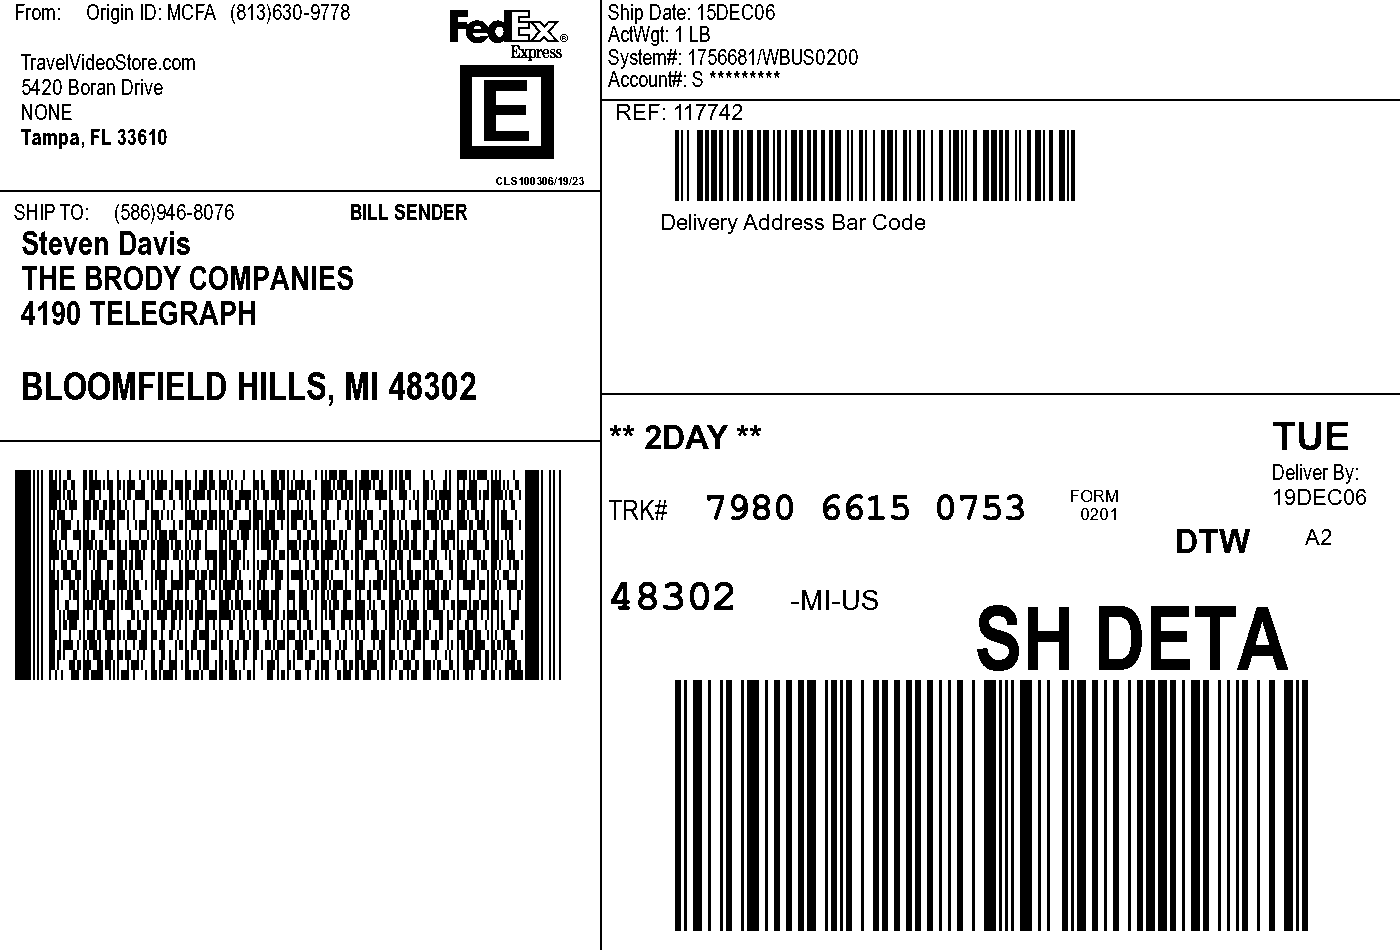 From: Origin ID: MCFA (813)630-9778
FedEx®
Express
TravelVideoStore.com
5420 Boran Drive
NONE
Tampa, FL 33610
E
CLS100306/19/23
Ship Date: 15DEC06
ActWgt: 1 LB
System#: 1756681/WBUS0200
Account#: S *********
REF: 117742
Delivery Address Bar Code
SHIP TO: (586)946-8076 BILL SENDER
Steven Davis
THE BRODY COMPANIES
4190 TELEGRAPH
BLOOMFIELD HILLS, MI 48302
** 2DAY **
TUE
Deliver By:
19DEC06
TRK# 7980 6615 0753 FORM
0201
DTW A2
48302 -MI-US
SH DETA